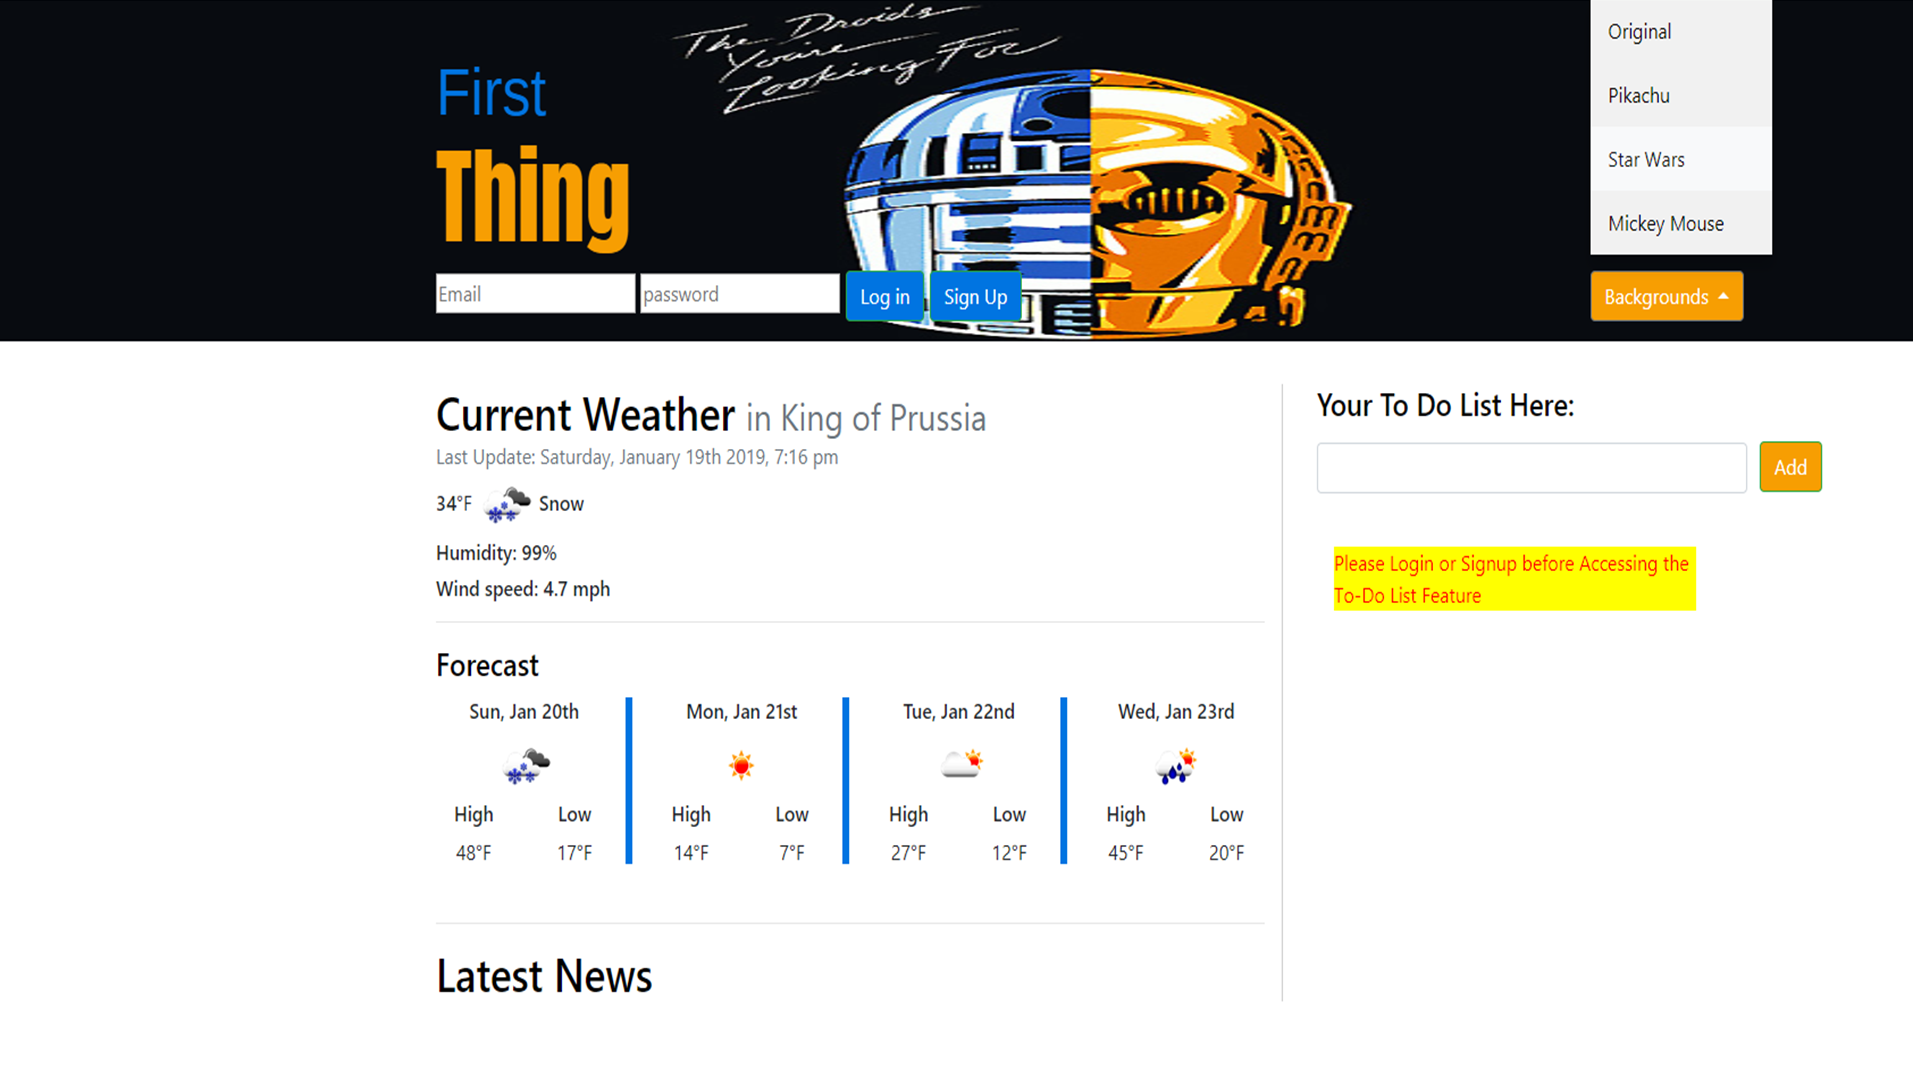 The Droids
You're
Looking For
First
Thing
Email password Log in Sign Up
Original
Pikachu
Star Wars
Mickey Mouse
Backgrounds
Current Weather in King of Prussia
Last Update: Saturday, January 19th 2019, 7:16 pm
34°F Snow
Humidity: 99%
Wind speed: 4.7 mph
Forecast
Sun, Jan 20th Mon, Jan 21st Tue, Jan 22nd Wed, Jan 23rd
High Low High Low High Low High Low
48°F 17°F 14°F 7°F 27°F 12°F 45°F 20°F
Latest News
Your To Do List Here:
Add
Please Login or Signup before Accessing the
To-Do List Feature